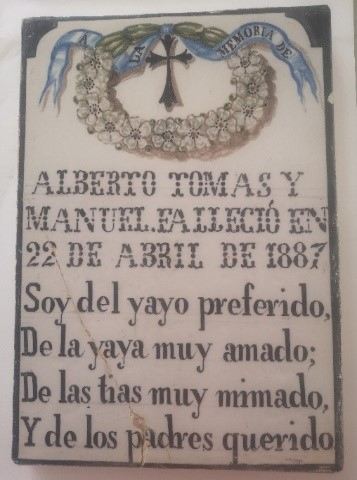 A LA MEMORIA DE
ALBERTO TOMAS Y
MANUEL.FALLECIÓ EN
22 DE ABRIL DE 1887
Soy del yayo preferido,
De la yaya muy amado;
De las tias muy mimado,
Y de los padres querido